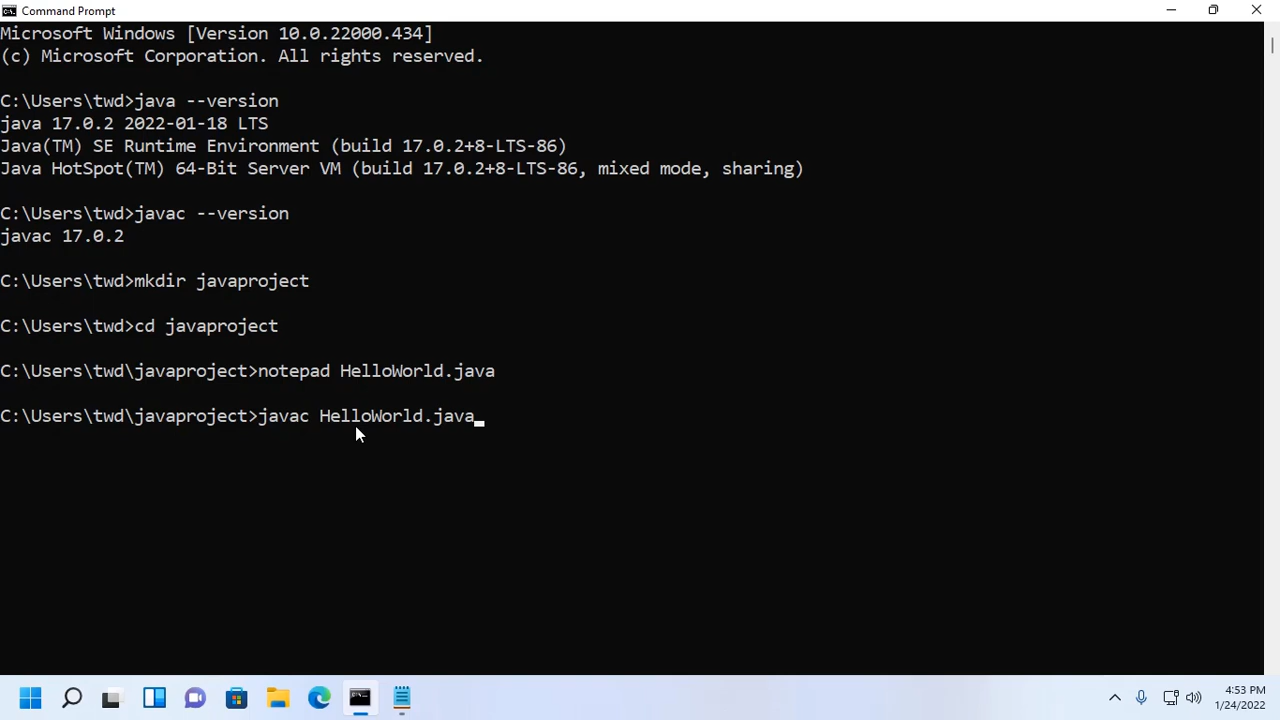 Command Prompt
Microsoft Windows [Version 10.0.22000.434]
(c) Microsoft Corporation. All rights reserved.
C:\Users\twd>java --version
java 17.0.2 2022-01-18 LTS
Java(TM) SE Runtime Environment (build 17.0.2+8-LTS-86)
Java HotSpot(TM) 64-Bit Server VM (build 17.0.2+8-LTS-86, mixed mode, sharing)
C:\Users\twd>javac --version
javac 17.0.2
C:\Users\twd>mkdir javaproject
C:\Users\twd>cd javaproject
C:\Users\twd\javaproject>notepad HelloWorld.java
C:\Users\twd\javaproject>javac HelloWorld.java
4:53 PM
1/24/2022